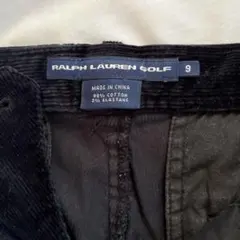 RALPH LAUREN GOLF 9
MADE IN CHINA
98% COTTON
2% ELASTANE